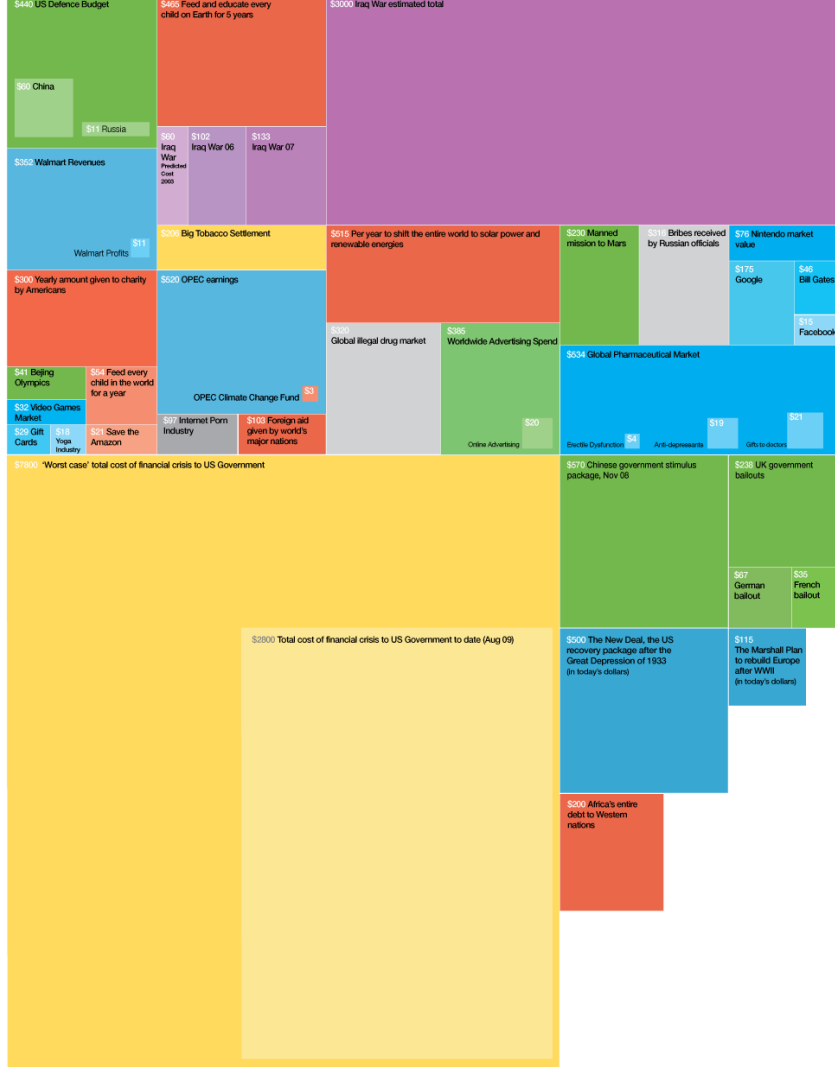 $440 US Defence Budget
$60 China
$11 Russia
$465 Feed and educate every
child on Earth for 5 years
$3000 Iraq War estimated total
$60
Iraq
War
Predicted
Cost
2003
$102
Iraq War 06
$133
Iraq War 07
$352 Walmart Revenues
$11
Walmart Profits
$206 Big Tobacco Settlement
$515 Per year to shift the entire world to solar power and
renewable energies
$230 Manned
mission to Mars
$316 Bribes received
by Russian officials
$76 Nintendo market
value
$175
Google
$46
Bill Gates
$15
Facebook
$300 Yearly amount given to charity
by Americans
$520 OPEC earnings
OPEC Climate Change Fund
$3
$320
Global illegal drug market
$385
Worldwide Advertising Spend
$20
Online Advertising
$534 Global Pharmaceutical Market
Erectile Dysfunction
$4
Anti-depressants
$19
Gifts to doctors
$21
$41 Bejing
Olympics
$54 Feed every
child in the world
for a year
$32 Video Games
Market
$29 Gift
Cards
$18
Yoga
Industry
$21 Save the
Amazon
$97 Internet Porn
Industry
$103 Foreign aid
given by world's
major nations
$7800 'Worst case' total cost of financial crisis to US Government
$2800 Total cost of financial crisis to US Government to date (Aug 09)
$570 Chinese government stimulus
package, Nov 08
$238 UK government
bailouts
$67
German
bailout
$35
French
bailout
$500 The New Deal, the US
recovery package after the
Great Depression of 1933
(in today's dollars)
$115
The Marshall Plan
to rebuild Europe
after WWII
(in today's dollars)
$200 Africa's entire
debt to Western
nations